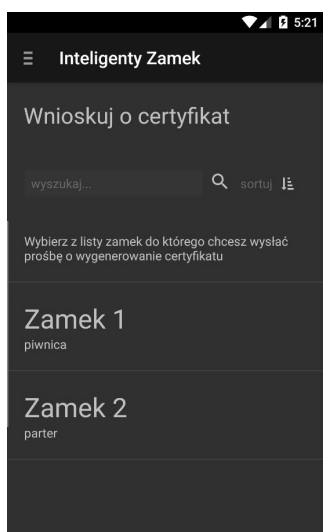 5:21
Inteligenty Zamek
Wnioskuj o certyfikat
wyszukaj... sortuj
Wybierz z listy zamek do którego chcesz wysłać
prośbę o wygenerowanie certyfikatu
Zamek 1
piwnica
Zamek 2
parter